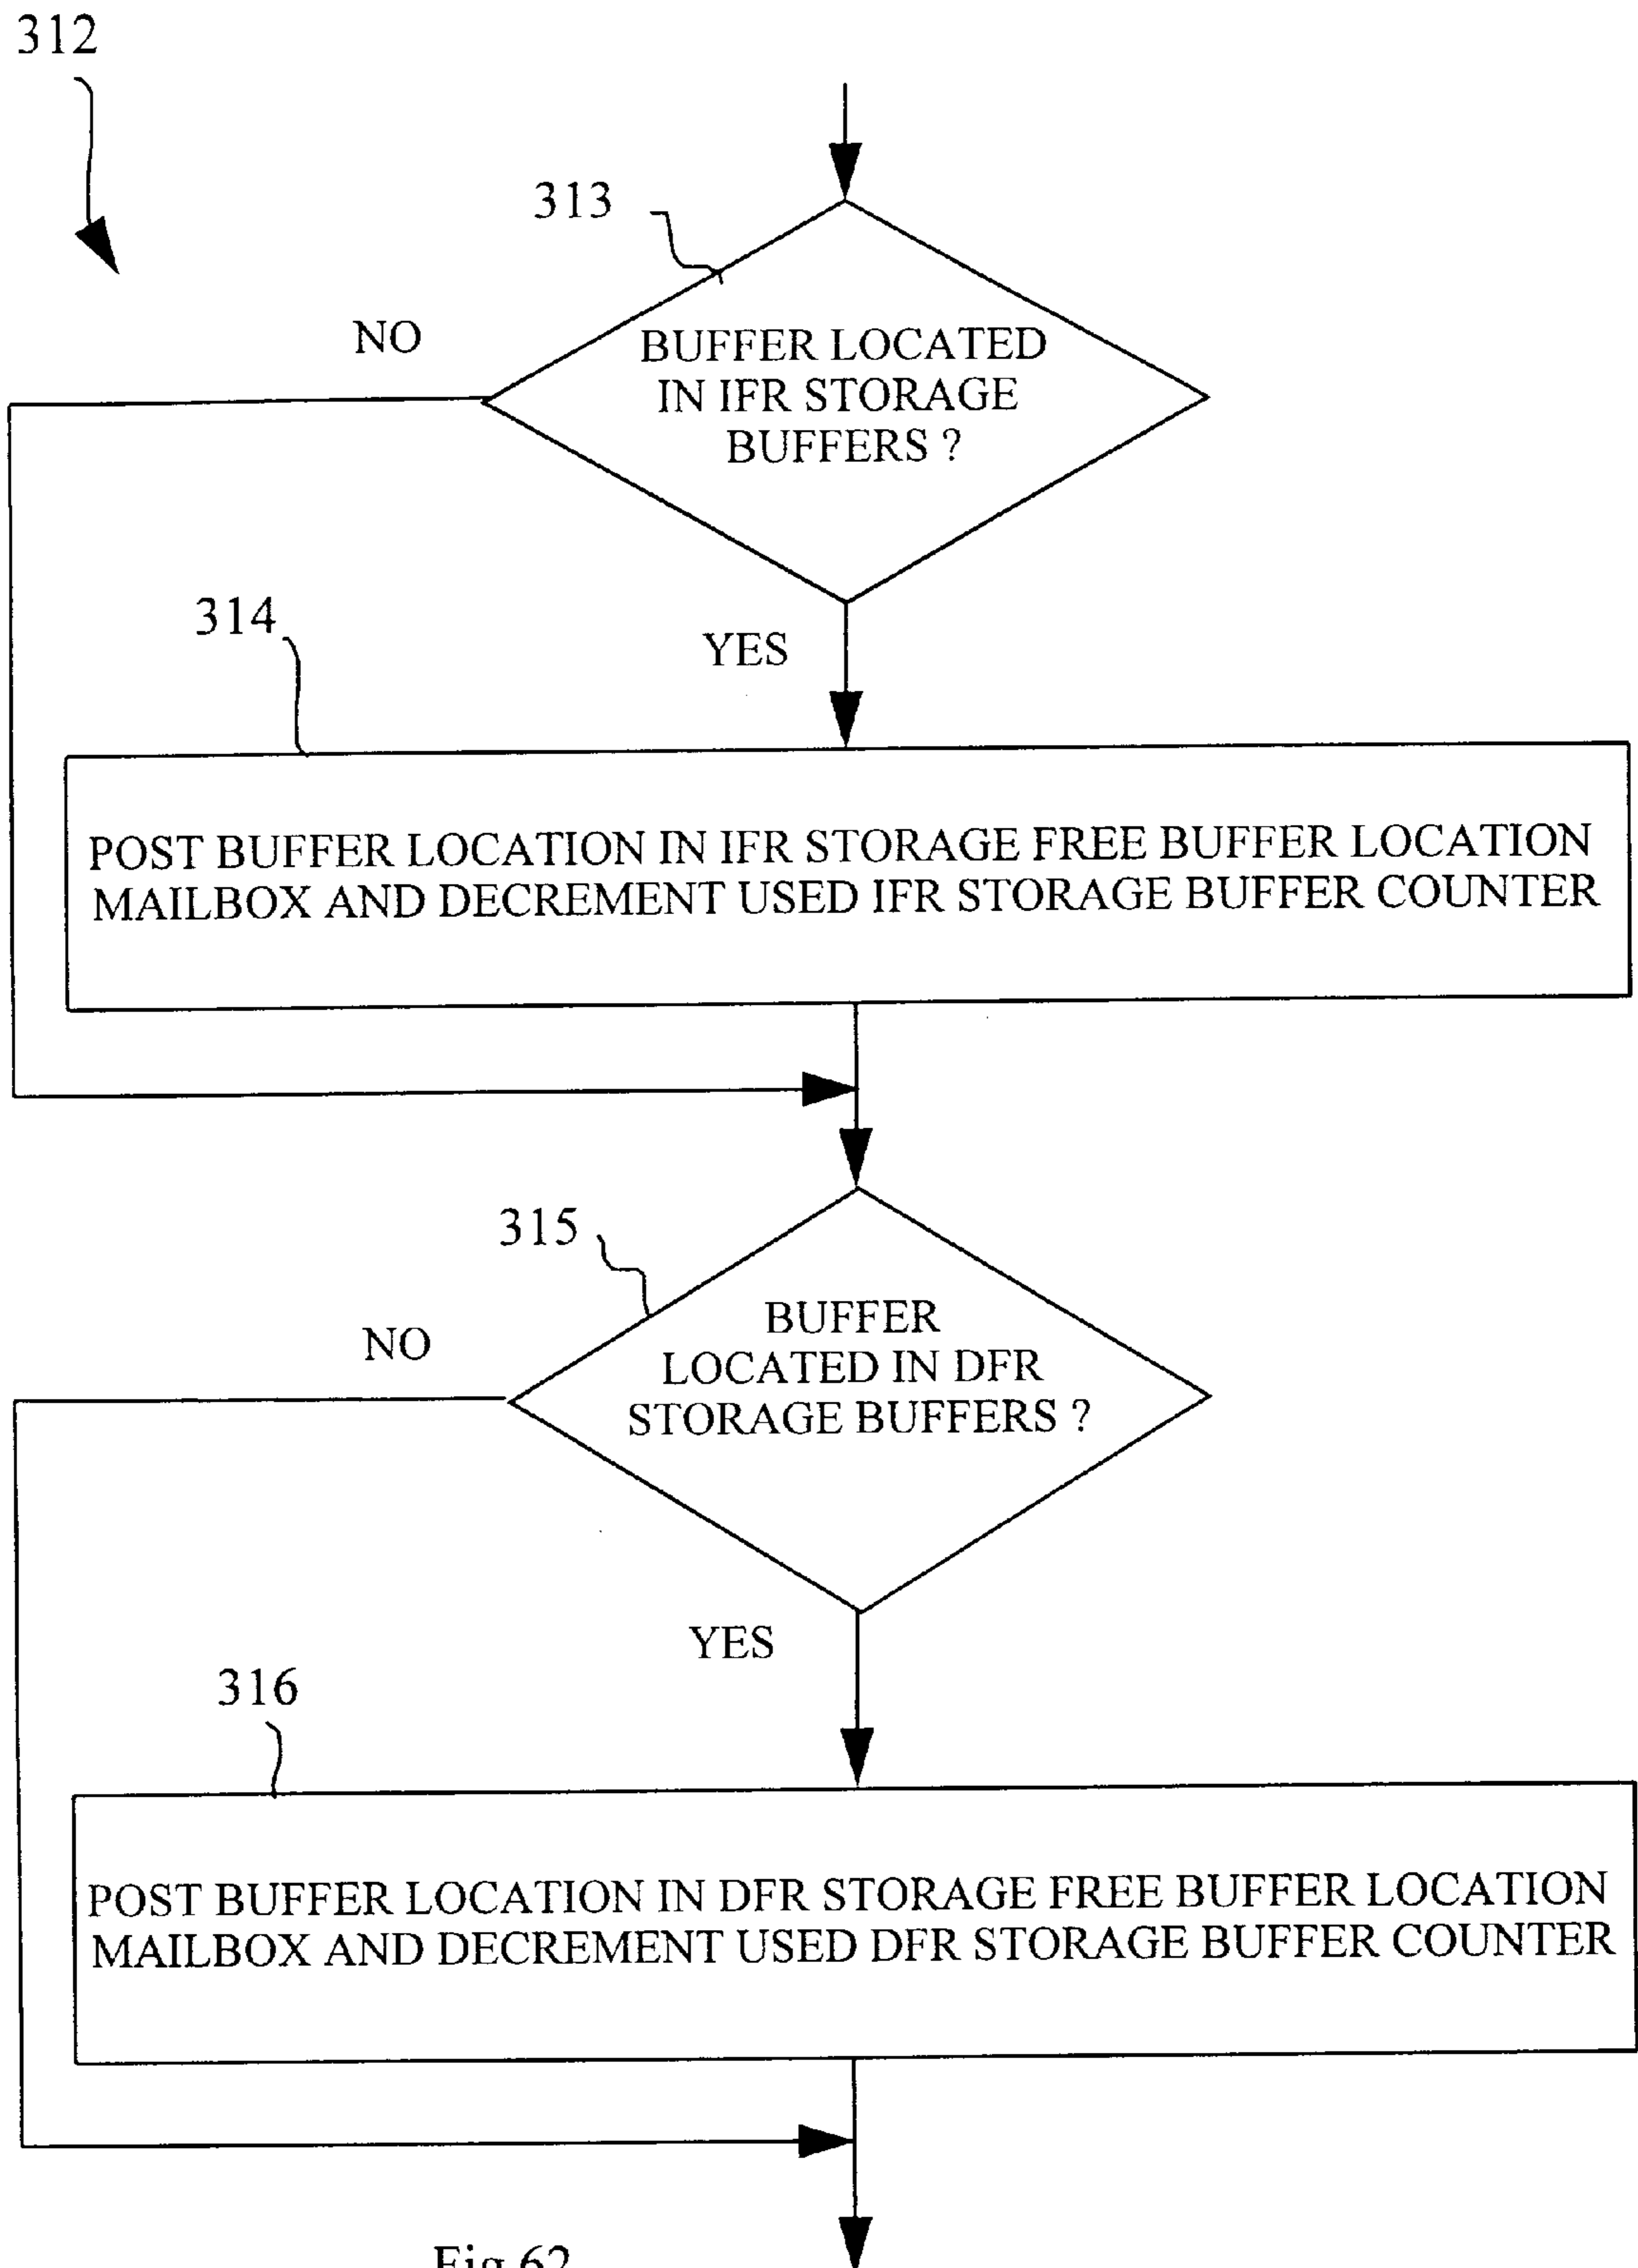 312
313
NO
BUFFER LOCATED
IN IFR STORAGE
BUFFERS ?
314
YES
POST BUFFER LOCATION IN IFR STORAGE FREE BUFFER LOCATION
MAILBOX AND DECREMENT USED IFR STORAGE BUFFER COUNTER
315
NO
BUFFER
LOCATED IN DFR
STORAGE BUFFERS ?
YES
316
POST BUFFER LOCATION IN DFR STORAGE FREE BUFFER LOCATION
MAILBOX AND DECREMENT USED DFR STORAGE BUFFER COUNTER
Fig 62